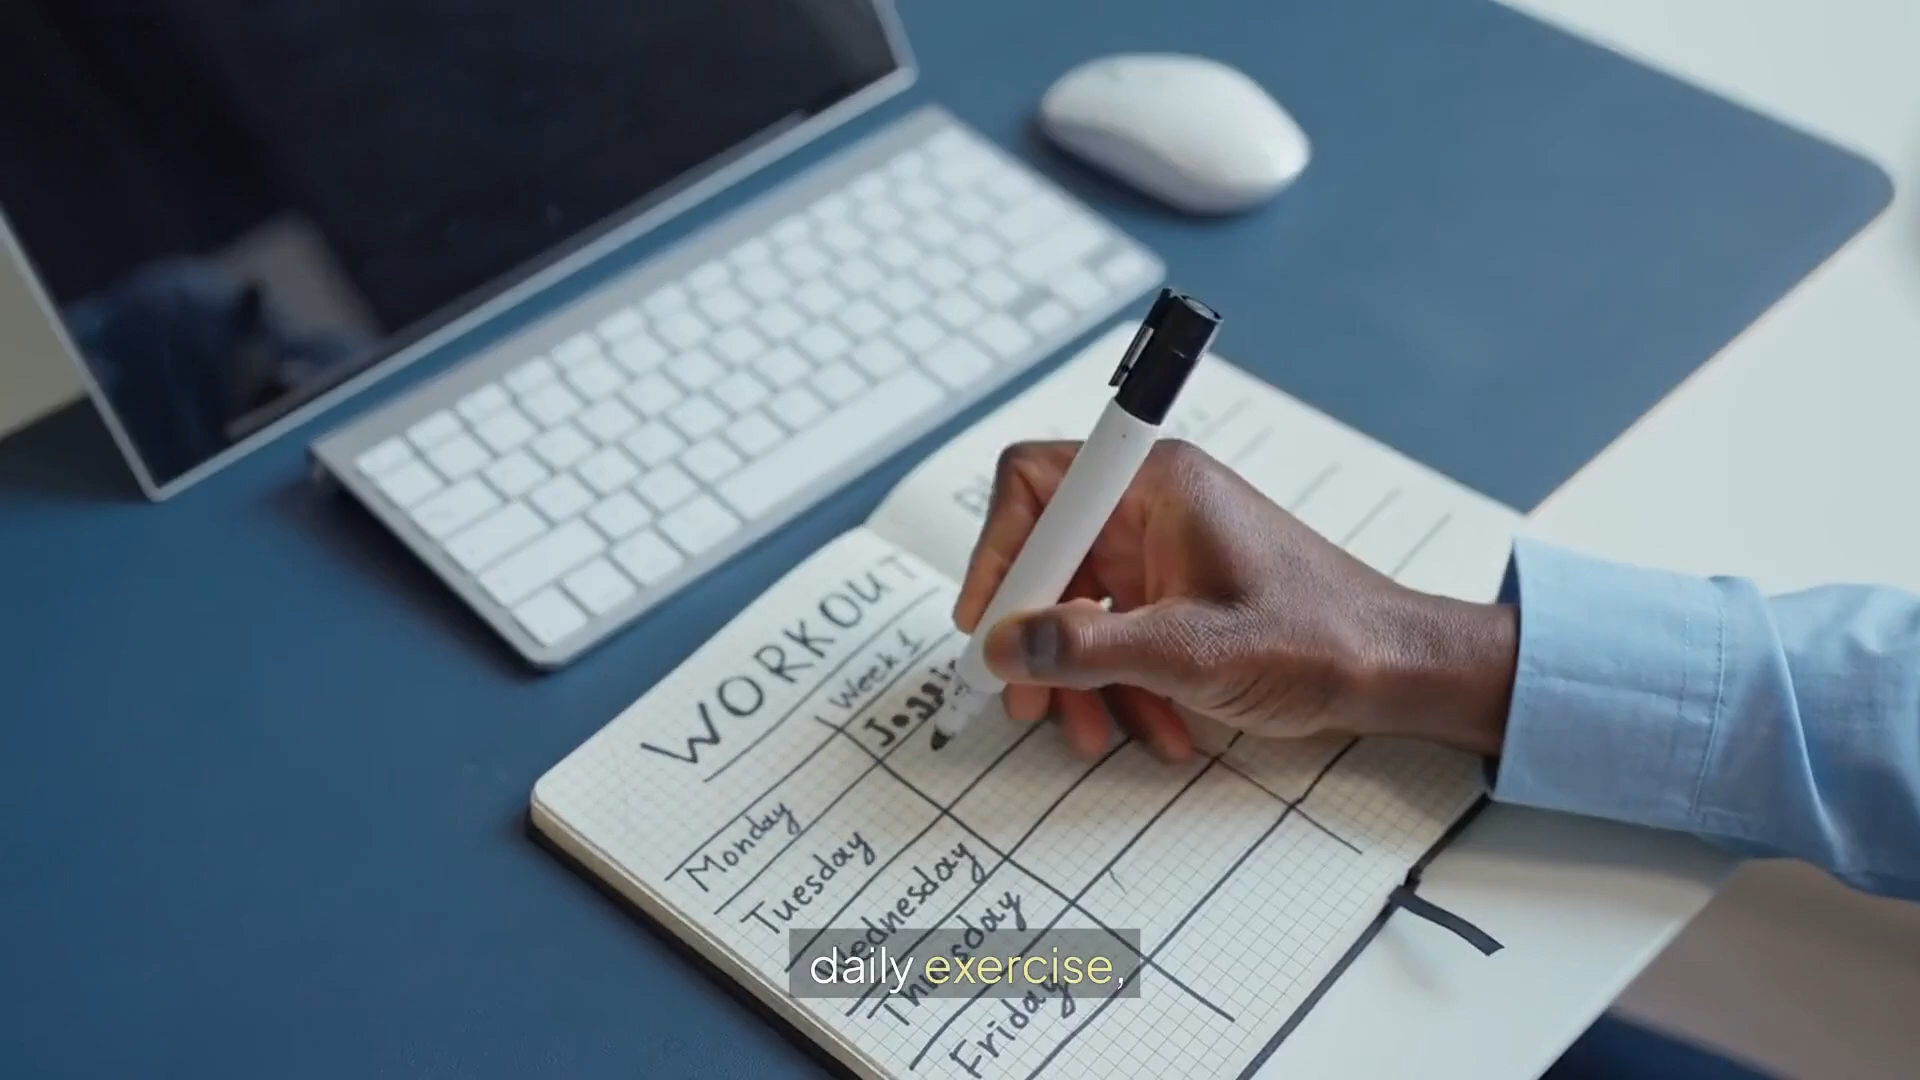 WORKOUT
Week 1
Monday
Tuesday
Wednesday
Thursday
Friday
daily exercise,